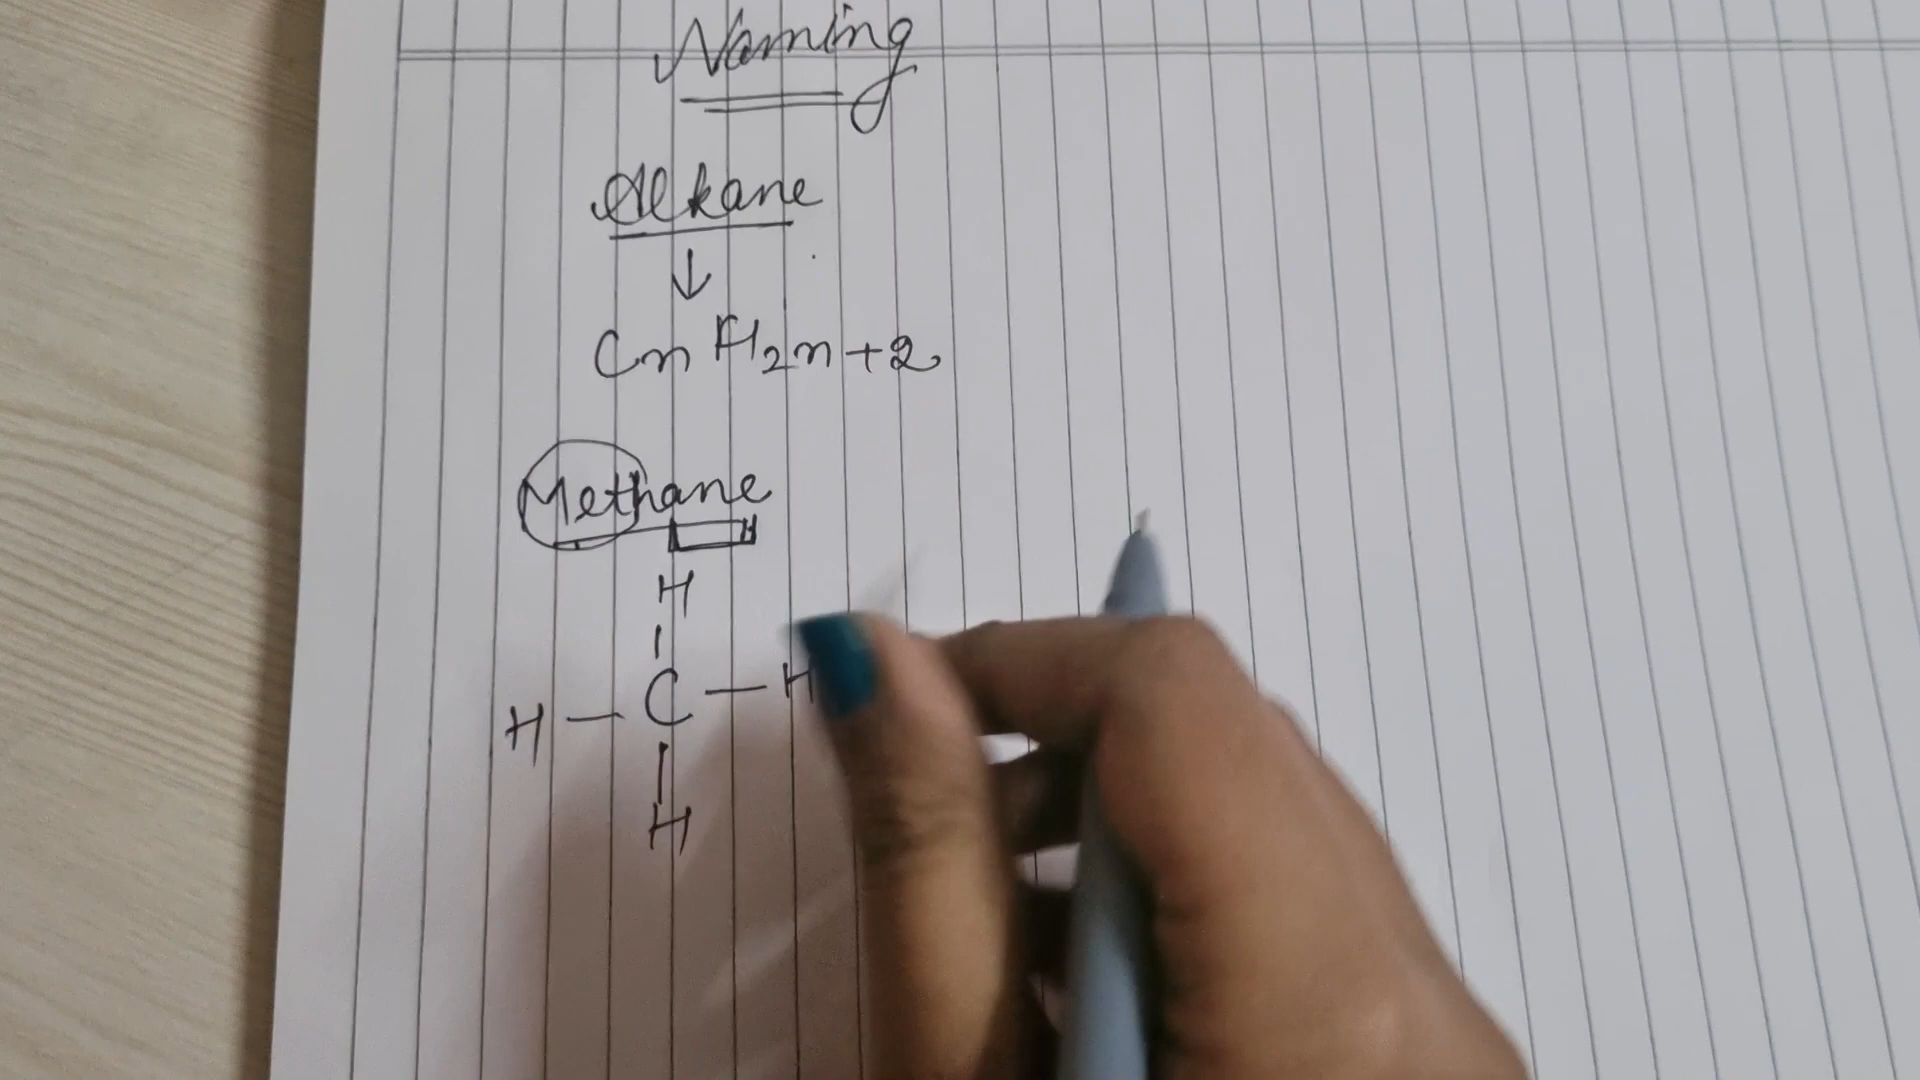 Naming
Alkane
↓
CnH2n+2
Methane
H
|
H — C — H
|
H